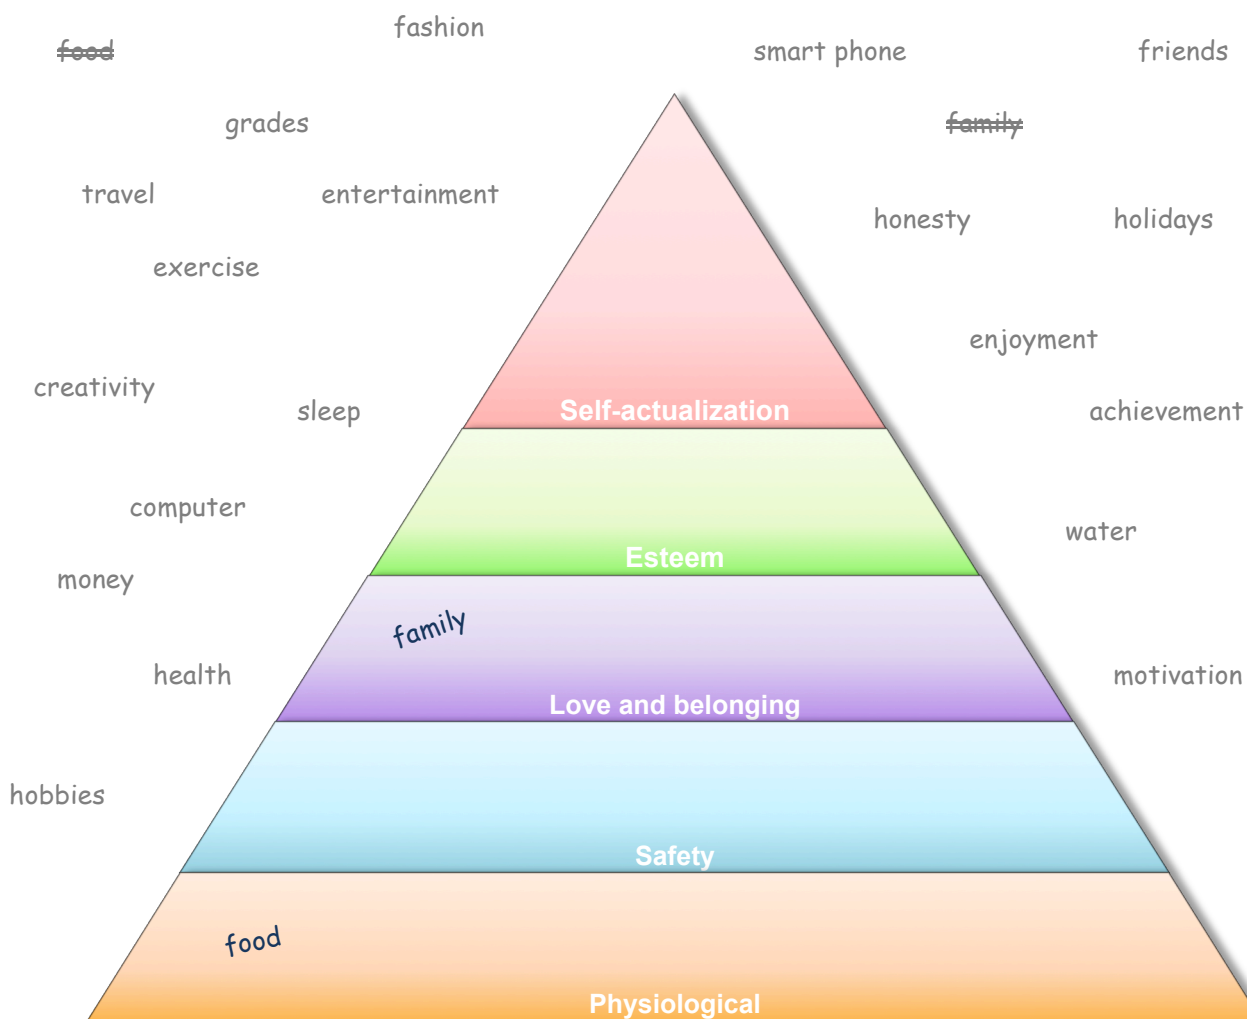 fashion
food
smart phone
friends
grades
family
travel
entertainment
honesty
holidays
exercise
enjoyment
creativity
sleep
Self-actualization
achievement
computer
water
Esteem
money
family
health
motivation
Love and belonging
hobbies
Safety
food
Physiological